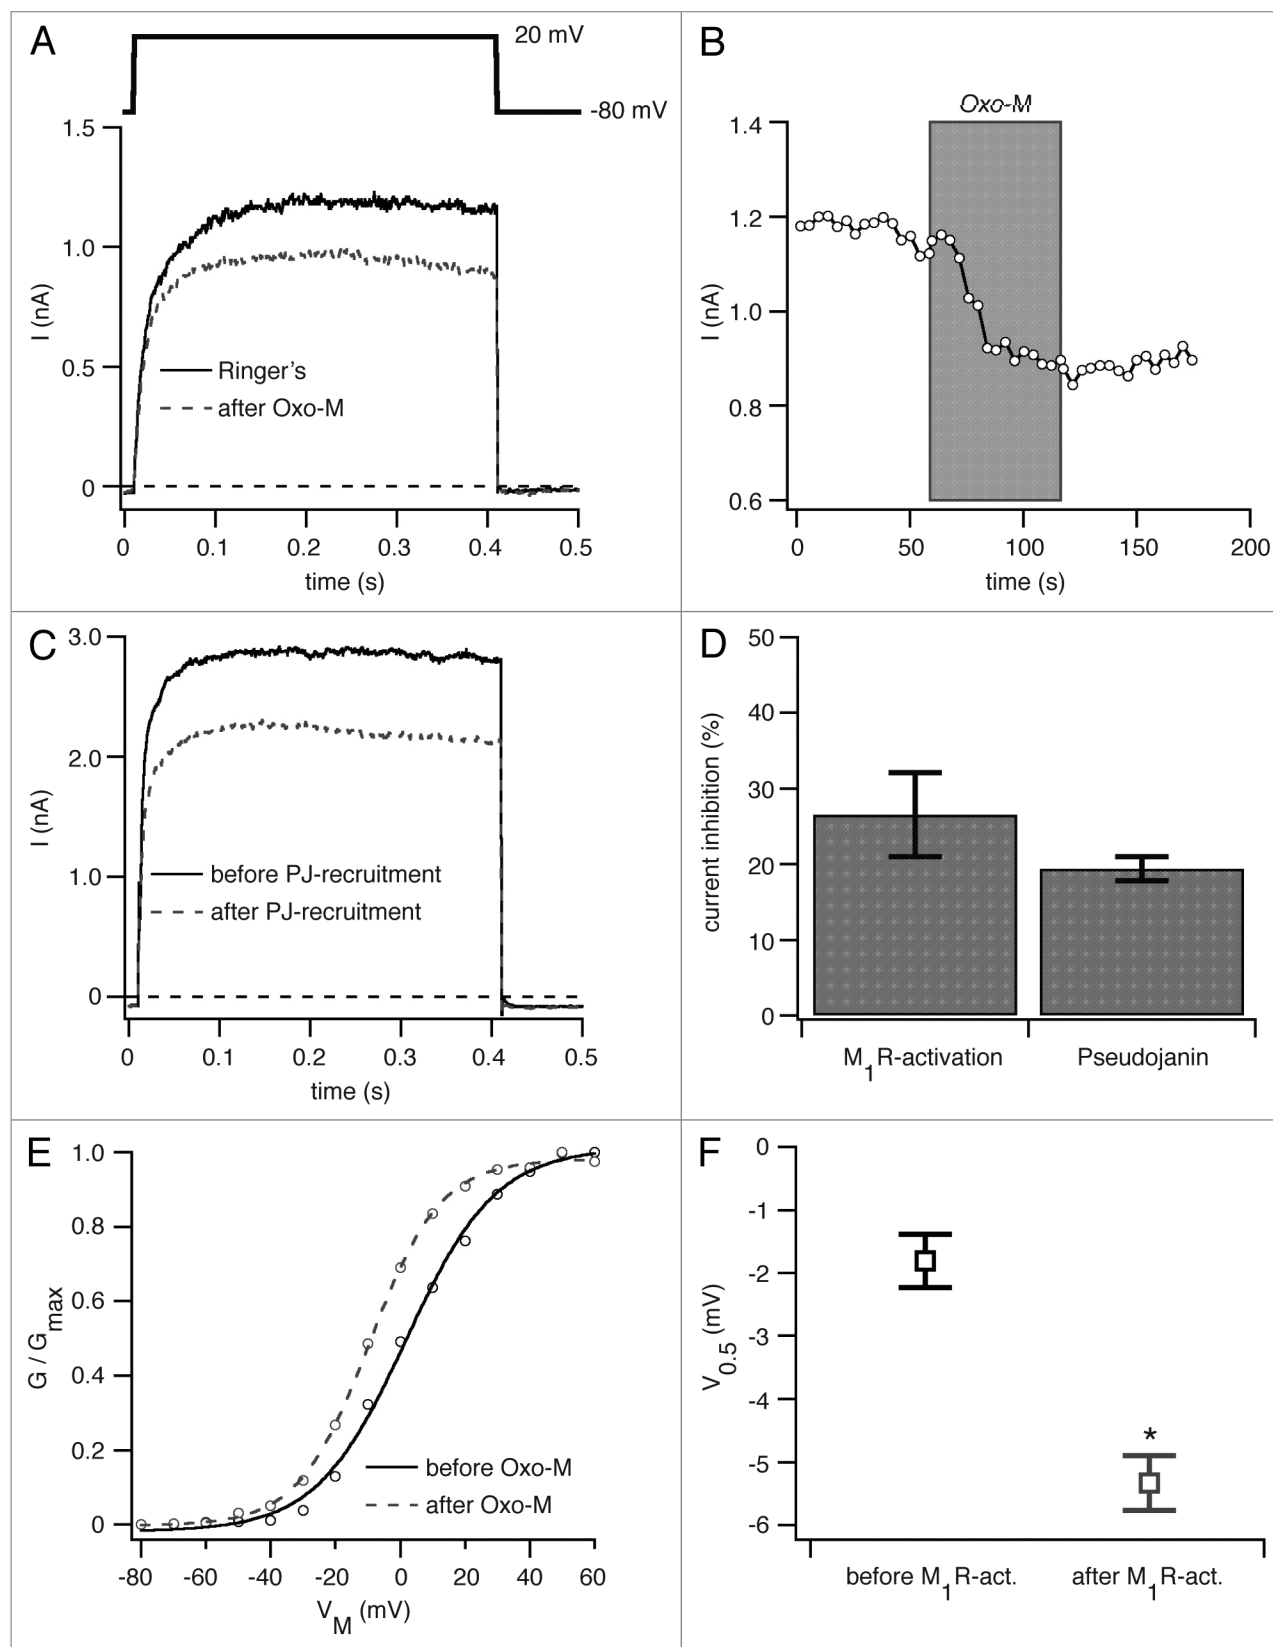 A
20 mV
-80 mV
1.5
1.0
0.5
0
I (nA)
Ringer's
after Oxo-M
0 0.1 0.2 0.3 0.4 0.5
time (s)
B
Oxo-M
1.4
1.2
1.0
0.8
0.6
I (nA)
0 50 100 150 200
time (s)
C
3.0
2.0
1.0
0
I (nA)
before PJ-recruitment
after PJ-recruitment
0 0.1 0.2 0.3 0.4 0.5
time (s)
D
50
40
30
20
10
0
current inhibition (%)
M1R-activation Pseudojanin
E
1.0
0.8
0.6
0.4
0.2
0
G / Gmax
before Oxo-M
after Oxo-M
-80 -60 -40 -20 0 20 40 60
VM (mV)
F
0
-1
-2
-3
-4
-5
-6
V0.5 (mV)
*
before M1R-act. after M1R-act.